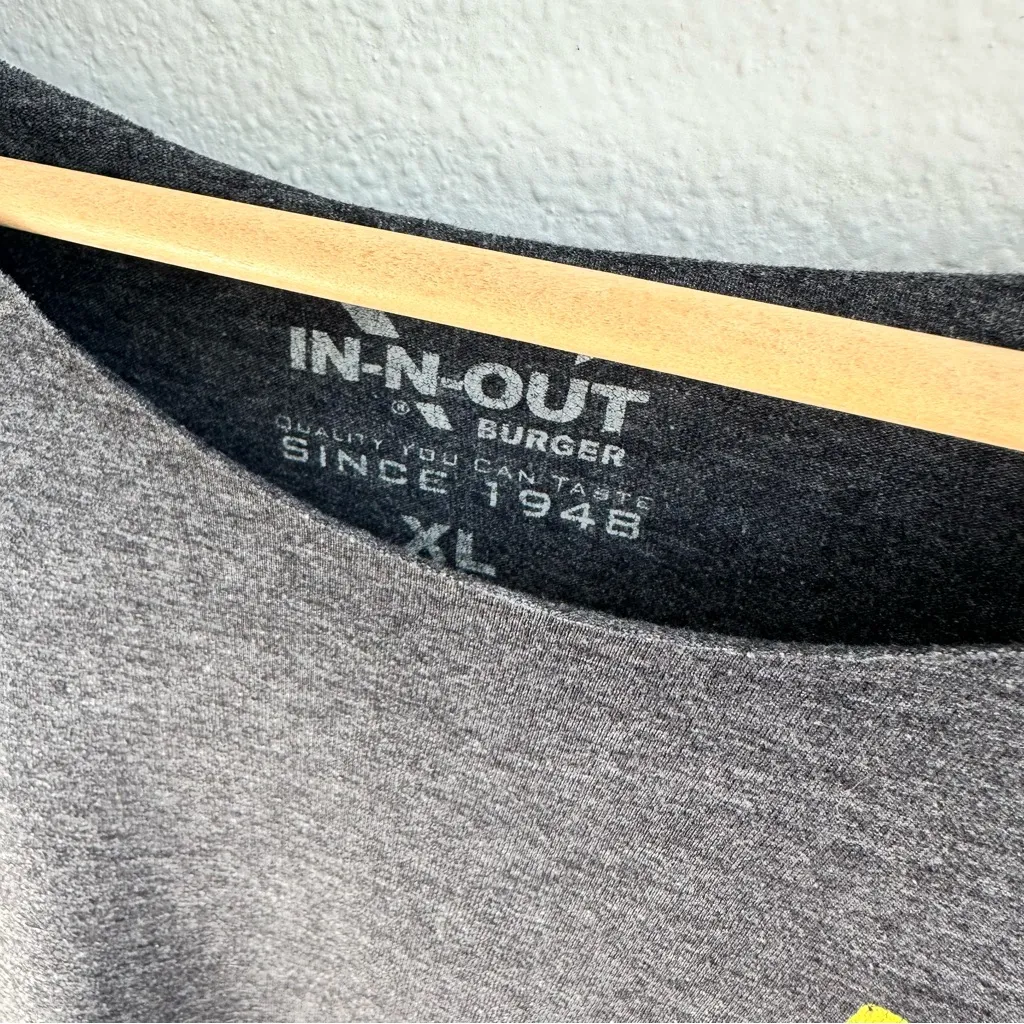 IN-N-OUT
®
BURGER
QUALITY YOU CAN TASTE
SINCE 1948
XL